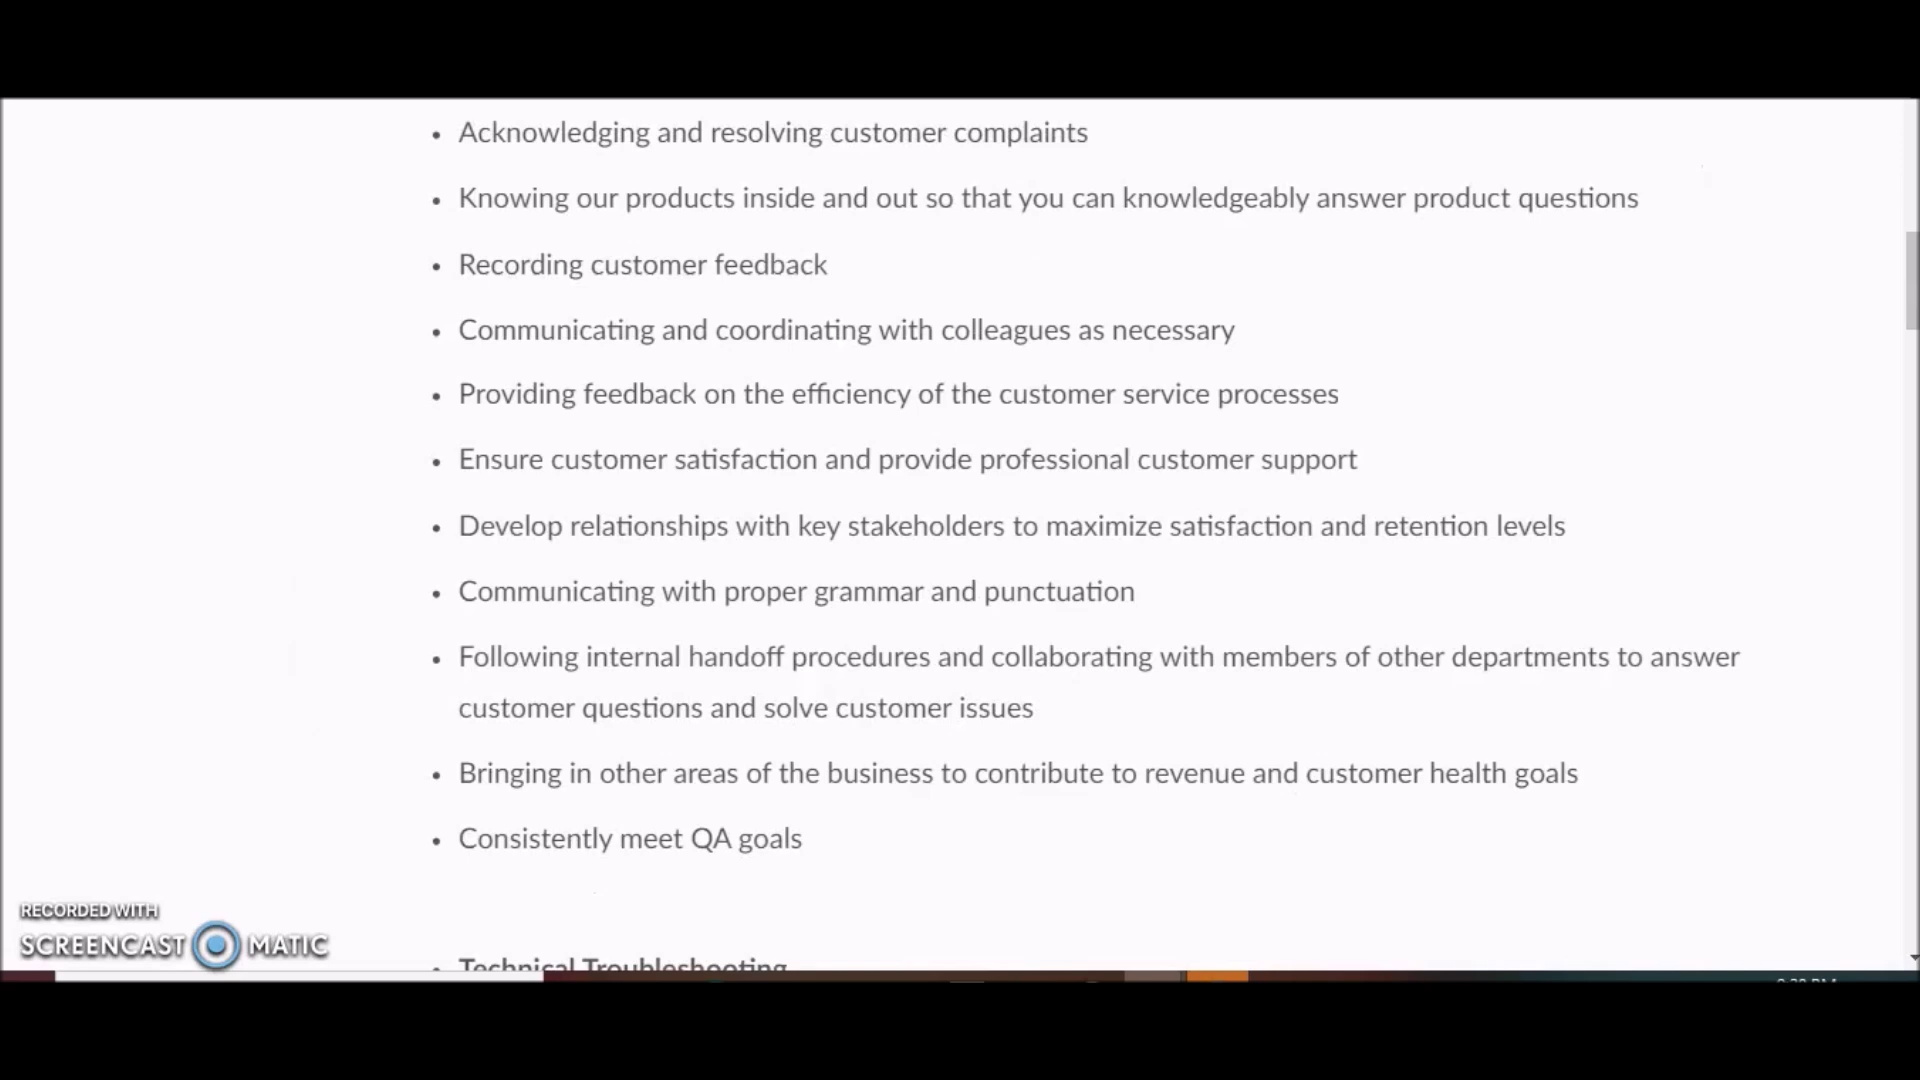 Acknowledging and resolving customer complaints
Knowing our products inside and out so that you can knowledgeably answer product questions
Recording customer feedback
Communicating and coordinating with colleagues as necessary
Providing feedback on the efficiency of the customer service processes
Ensure customer satisfaction and provide professional customer support
Develop relationships with key stakeholders to maximize satisfaction and retention levels
Communicating with proper grammar and punctuation
Following internal handoff procedures and collaborating with members of other departments to answer
customer questions and solve customer issues
Bringing in other areas of the business to contribute to revenue and customer health goals
Consistently meet QA goals
Technical Troubleshooting
RECORDED WITH
SCREENCAST MATIC